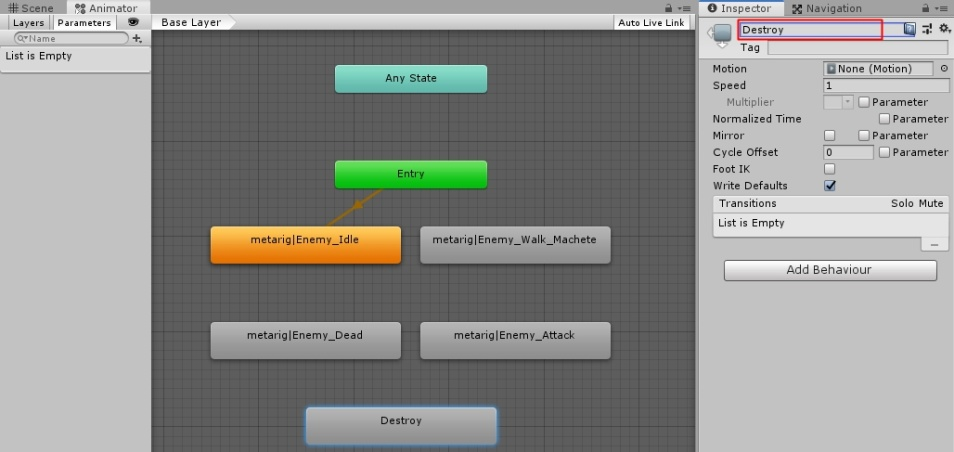 Scene
Animator
Layers
Parameters
Name
List is Empty
Base Layer
Auto Live Link
Any State
Entry
metarig|Enemy_Idle
metarig|Enemy_Walk_Machete
metarig|Enemy_Dead
metarig|Enemy_Attack
Destroy
Inspector
Navigation
Destroy
Tag
Motion
None (Motion)
Speed
1
Multiplier
Parameter
Normalized Time
Parameter
Mirror
Parameter
Cycle Offset
0
Parameter
Foot IK
Write Defaults
Transitions
Solo Mute
List is Empty
Add Behaviour